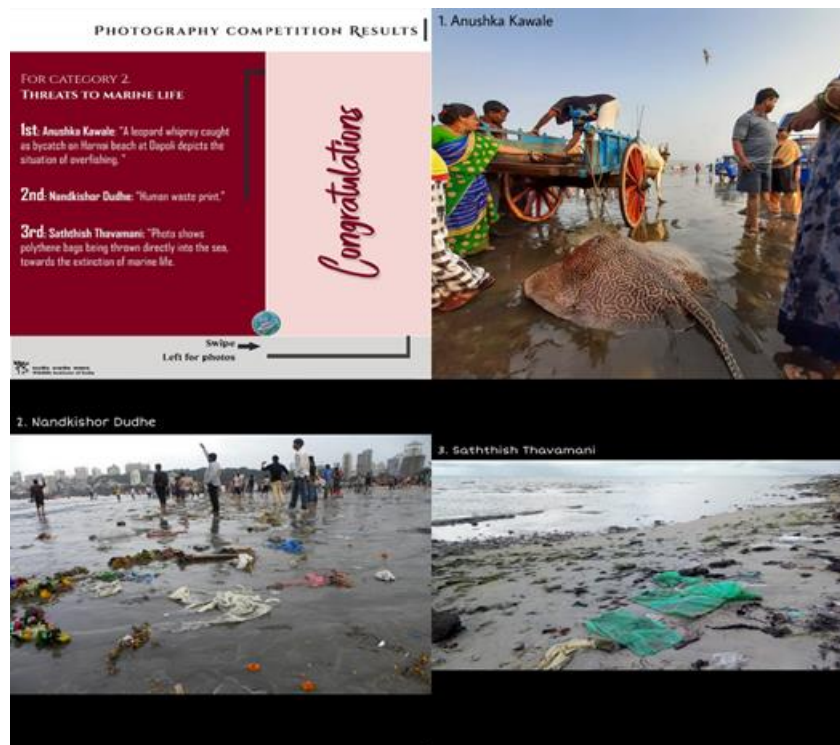 PHOTOGRAPHY COMPETITION RESULTS
FOR CATEGORY 2.
THREATS TO MARINE LIFE
1st: Anushka Kawale: "A leopard whipray caught
as bycatch on Harnai beach at Dapoli depicts the
situation of overfishing. "
2nd: Nandkishor Dudhe: "Human waste print."
3rd: Saththish Thavamani: "Photo shows
polythene bags being thrown directly into the sea,
towards the extinction of marine life.
Congratulations
Swipe
Left for photos
1. Anushka Kawale
2. Nandkishor Dudhe
3. Saththish Thavamani